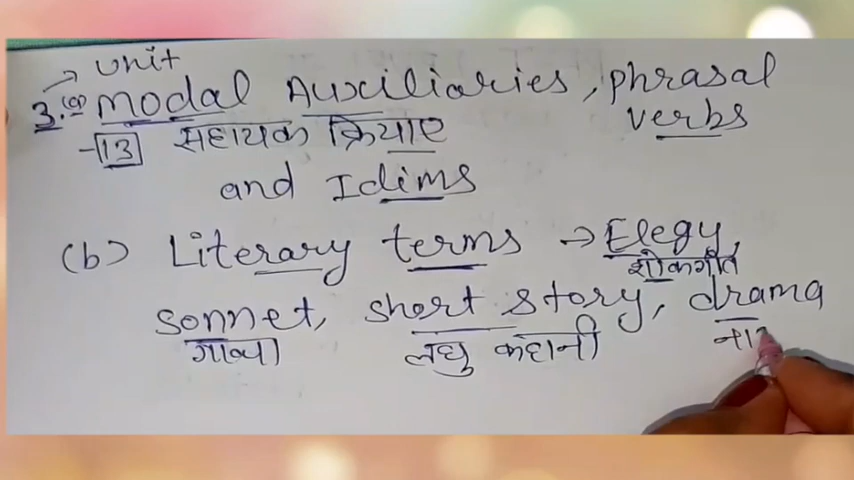 unit
3.(a) modal Auxiliaries, phrasal
-13 सहायक क्रियाए verbs
and Idims
(b) Literary terms → Elegy,
शोकगीत
sonnet, short story, drama
गाव्या लघु कहानी ना